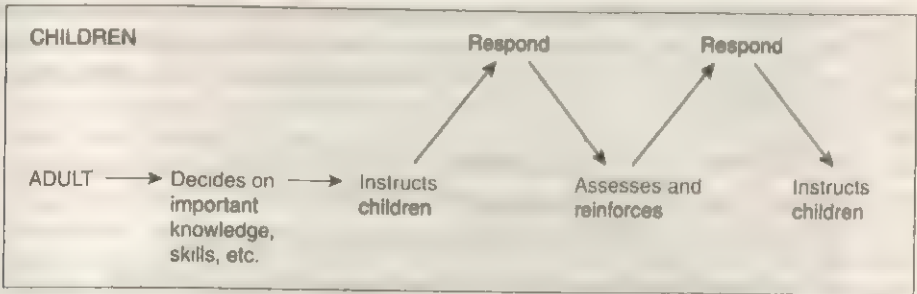 CHILDREN
Respond
Respond
ADULT
Decides on
important
knowledge,
skills, etc.
Instructs
children
Assesses and
reinforces
Instructs
children